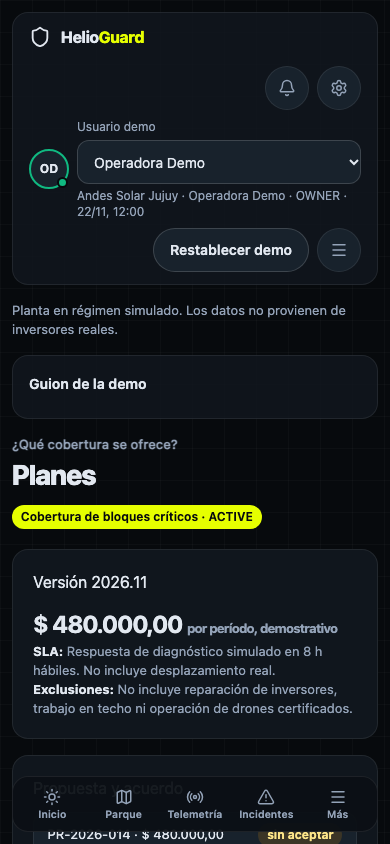 HelioGuard
Usuario demo
OD
Operadora Demo
Andes Solar Jujuy · Operadora Demo · OWNER ·
22/11, 12:00
Restablecer demo
Planta en régimen simulado. Los datos no provienen de
inversores reales.
Guion de la demo
¿Qué cobertura se ofrece?
Planes
Cobertura de bloques críticos · ACTIVE
Versión 2026.11
$ 480.000,00 por período, demostrativo
SLA: Respuesta de diagnóstico simulado en 8 h
hábiles. No incluye desplazamiento real.
Exclusiones: No incluye reparación de inversores,
trabajo en techo ni operación de drones certificados.
Propuesta y acuerdo
Inicio
Parque
Telemetría
Incidentes
Más
PR-2026-014 · $ 480.000,00
sin aceptar